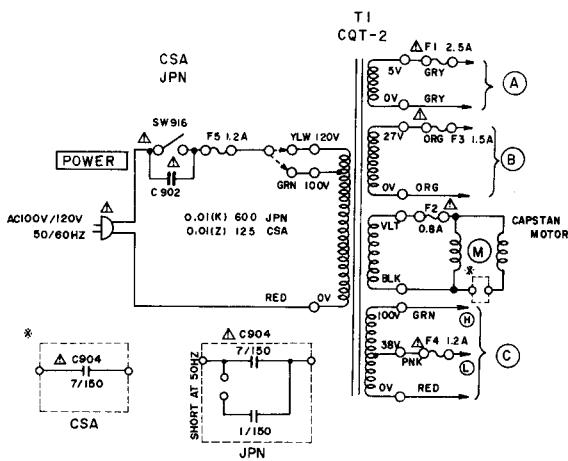 T1
CQT-2
CSA
JPN
SW916
POWER
C902
F5 1.2A
YLW 120V
GRN 100V
AC100V/120V
50/60HZ
0.01(K) 600 JPN
0.01(Z) 125 CSA
RED 0V
F1 2.5A
5V
GRY
0V GRY
A
27V
ORG F3 1.5A
0V ORG
B
F2
VLT
0.8A
CAPSTAN
MOTOR
M
*
BLK
100V GRN
H
38V
F4 1.2A
PNK
L
C
0V RED
*
C904
7/150
CSA
C904
7/150
SHORT AT 50HZ
1/150
JPN